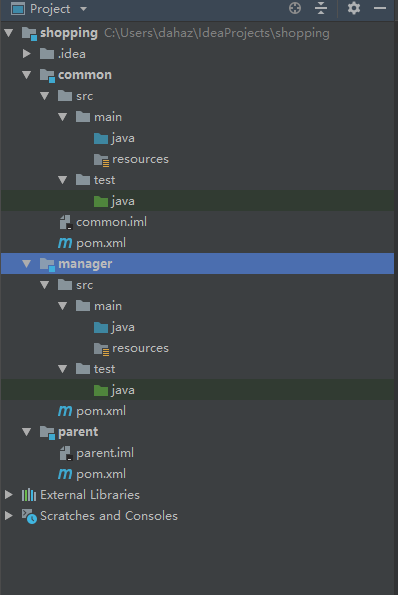 Project
shopping C:\Users\dahaz\IdeaProjects\shopping
.idea
common
src
main
java
resources
test
java
common.iml
pom.xml
manager
src
main
java
resources
test
java
pom.xml
parent
parent.iml
pom.xml
External Libraries
Scratches and Consoles